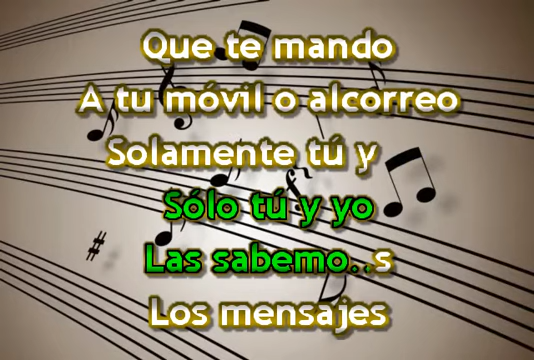 Que te mando
A tu móvil o alcorreo
Solamente tú y
Sólo tú y yo
Las sabemo..s
Los mensajes